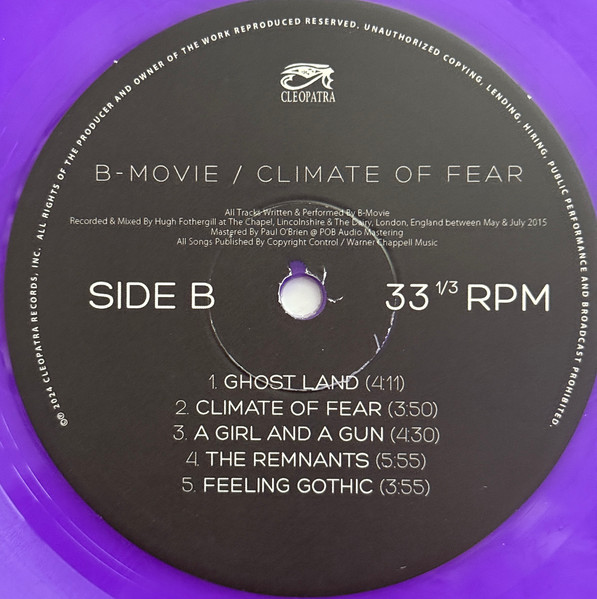 ℗© 2024 CLEOPATRA RECORDS, INC. ALL RIGHTS OF THE PRODUCER AND OWNER OF THE WORK REPRODUCED RESERVED. UNAUTHORIZED COPYING, LENDING, HIRING, PUBLIC PERFORMANCE AND BROADCAST PROHIBITED.
CLEOPATRA
B-MOVIE / CLIMATE OF FEAR
All Tracks Written & Performed By B-Movie
Recorded & Mixed By Hugh Fothergill at The Chapel, Lincolnshire & The Dairy, London, England between May & July 2015
Mastered By Paul O'Brien @ POB Audio Mastering
All Songs Published By Copyright Control / Warner Chappell Music
SIDE B 33 1/3 RPM
1. GHOST LAND (4:11)
2. CLIMATE OF FEAR (3:50)
3. A GIRL AND A GUN (4:30)
4. THE REMNANTS (5:55)
5. FEELING GOTHIC (3:55)